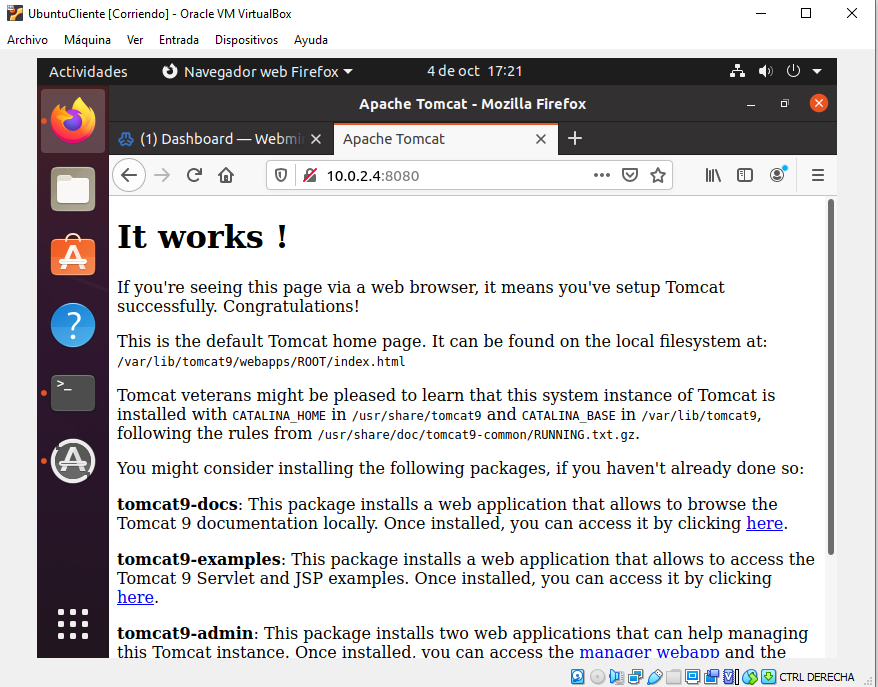 UbuntuCliente [Corriendo] - Oracle VM VirtualBox
Archivo Máquina Ver Entrada Dispositivos Ayuda
Actividades Navegador web Firefox 4 de oct 17:21
Apache Tomcat - Mozilla Firefox
(1) Dashboard — Webmin Apache Tomcat
10.0.2.4:8080
It works !
If you're seeing this page via a web browser, it means you've setup Tomcat
successfully. Congratulations!
This is the default Tomcat home page. It can be found on the local filesystem at:
/var/lib/tomcat9/webapps/ROOT/index.html
Tomcat veterans might be pleased to learn that this system instance of Tomcat is
installed with CATALINA_HOME in /usr/share/tomcat9 and CATALINA_BASE in /var/lib/tomcat9,
following the rules from /usr/share/doc/tomcat9-common/RUNNING.txt.gz.
You might consider installing the following packages, if you haven't already done so:
tomcat9-docs: This package installs a web application that allows to browse the
Tomcat 9 documentation locally. Once installed, you can access it by clicking here.
tomcat9-examples: This package installs a web application that allows to access the
Tomcat 9 Servlet and JSP examples. Once installed, you can access it by clicking
here.
tomcat9-admin: This package installs two web applications that can help managing
this Tomcat instance. Once installed, you can access the manager webapp and the
CTRL DERECHA